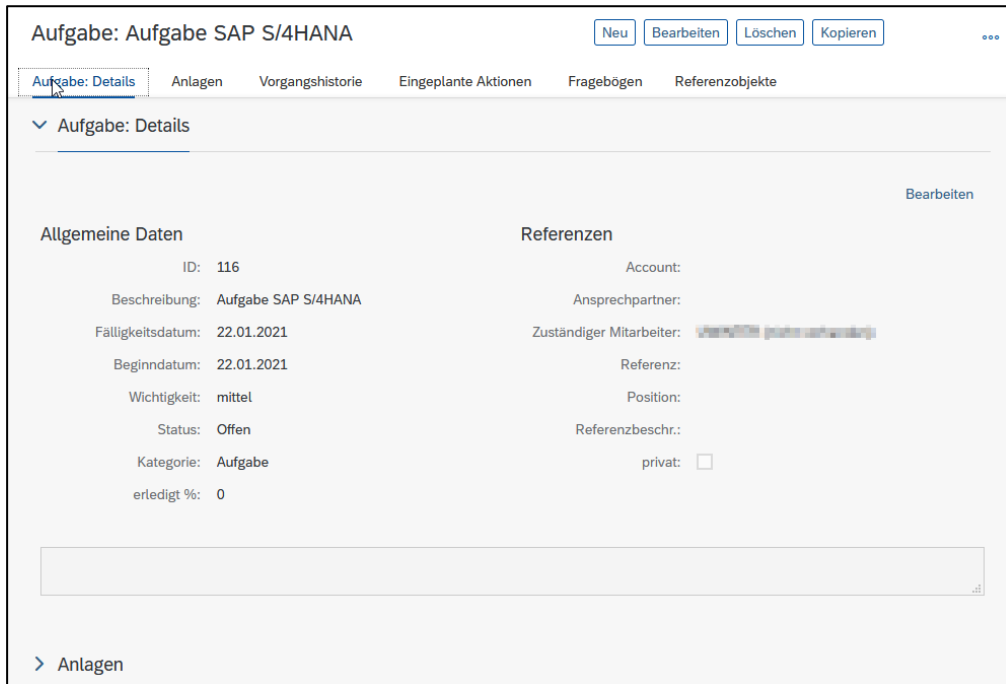 Aufgabe: Aufgabe SAP S/4HANA Neu Bearbeiten Löschen Kopieren
Aufgabe: Details Anlagen Vorgangshistorie Eingeplante Aktionen Fragebögen Referenzobjekte
Aufgabe: Details
Bearbeiten
Allgemeine Daten Referenzen
ID: 116 Account:
Beschreibung: Aufgabe SAP S/4HANA Ansprechpartner:
Fälligkeitsdatum: 22.01.2021 Zuständiger Mitarbeiter:
Beginndatum: 22.01.2021 Referenz:
Wichtigkeit: mittel Position:
Status: Offen Referenzbeschr.:
Kategorie: Aufgabe privat:
erledigt %: 0
Anlagen